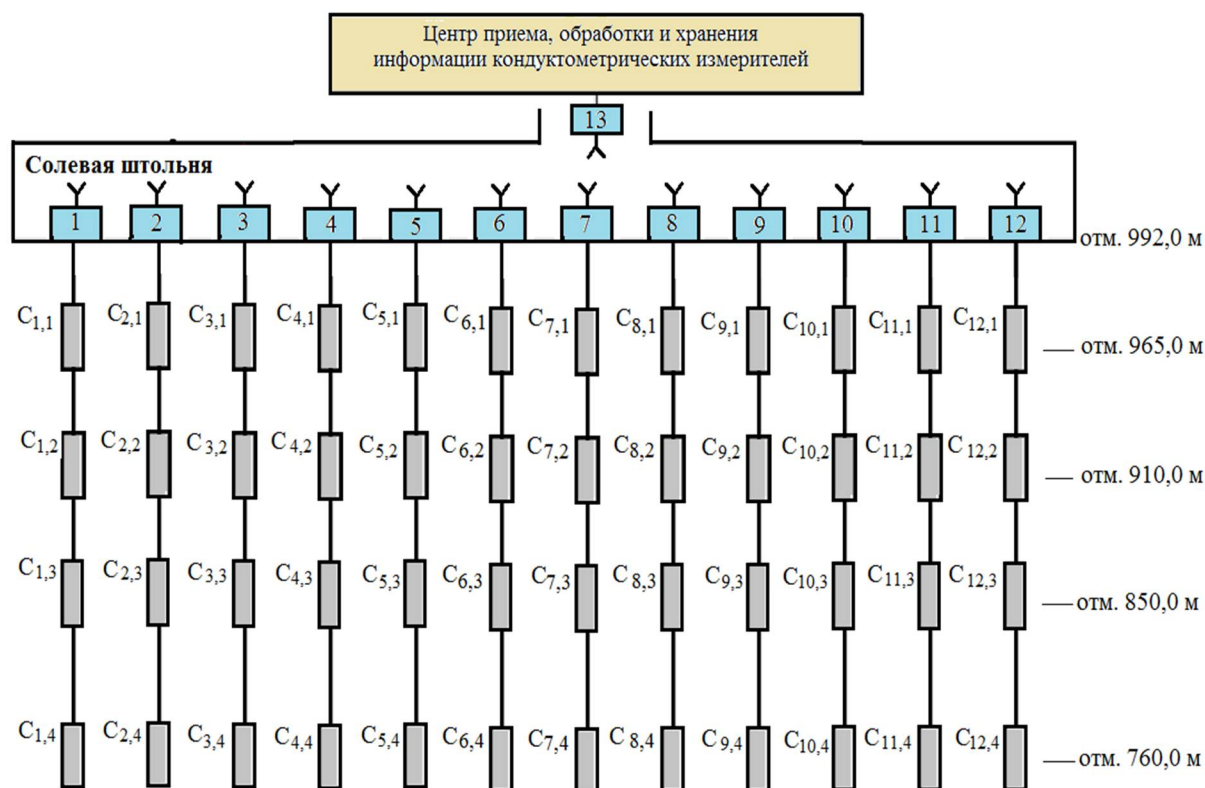 Центр приема, обработки и хранения
информации кондуктометрических измерителей
13
Солевая штольня
1 2 3 4 5 6 7 8 9 10 11 12
отм. 992,0 м
C1,1 C2,1 C3,1 C4,1 C5,1 C6,1 C7,1 C8,1 C9,1 C10,1 C11,1 C12,1
отм. 965,0 м
C1,2 C2,2 C3,2 C4,2 C5,2 C6,2 C7,2 C8,2 C9,2 C10,2 C11,2 C12,2
отм. 910,0 м
C1,3 C2,3 C3,3 C4,3 C5,3 C6,3 C7,3 C8,3 C9,3 C10,3 C11,3 C12,3
отм. 850,0 м
C1,4 C2,4 C3,4 C4,4 C5,4 C6,4 C7,4 C8,4 C9,4 C10,4 C11,4 C12,4
отм. 760,0 м